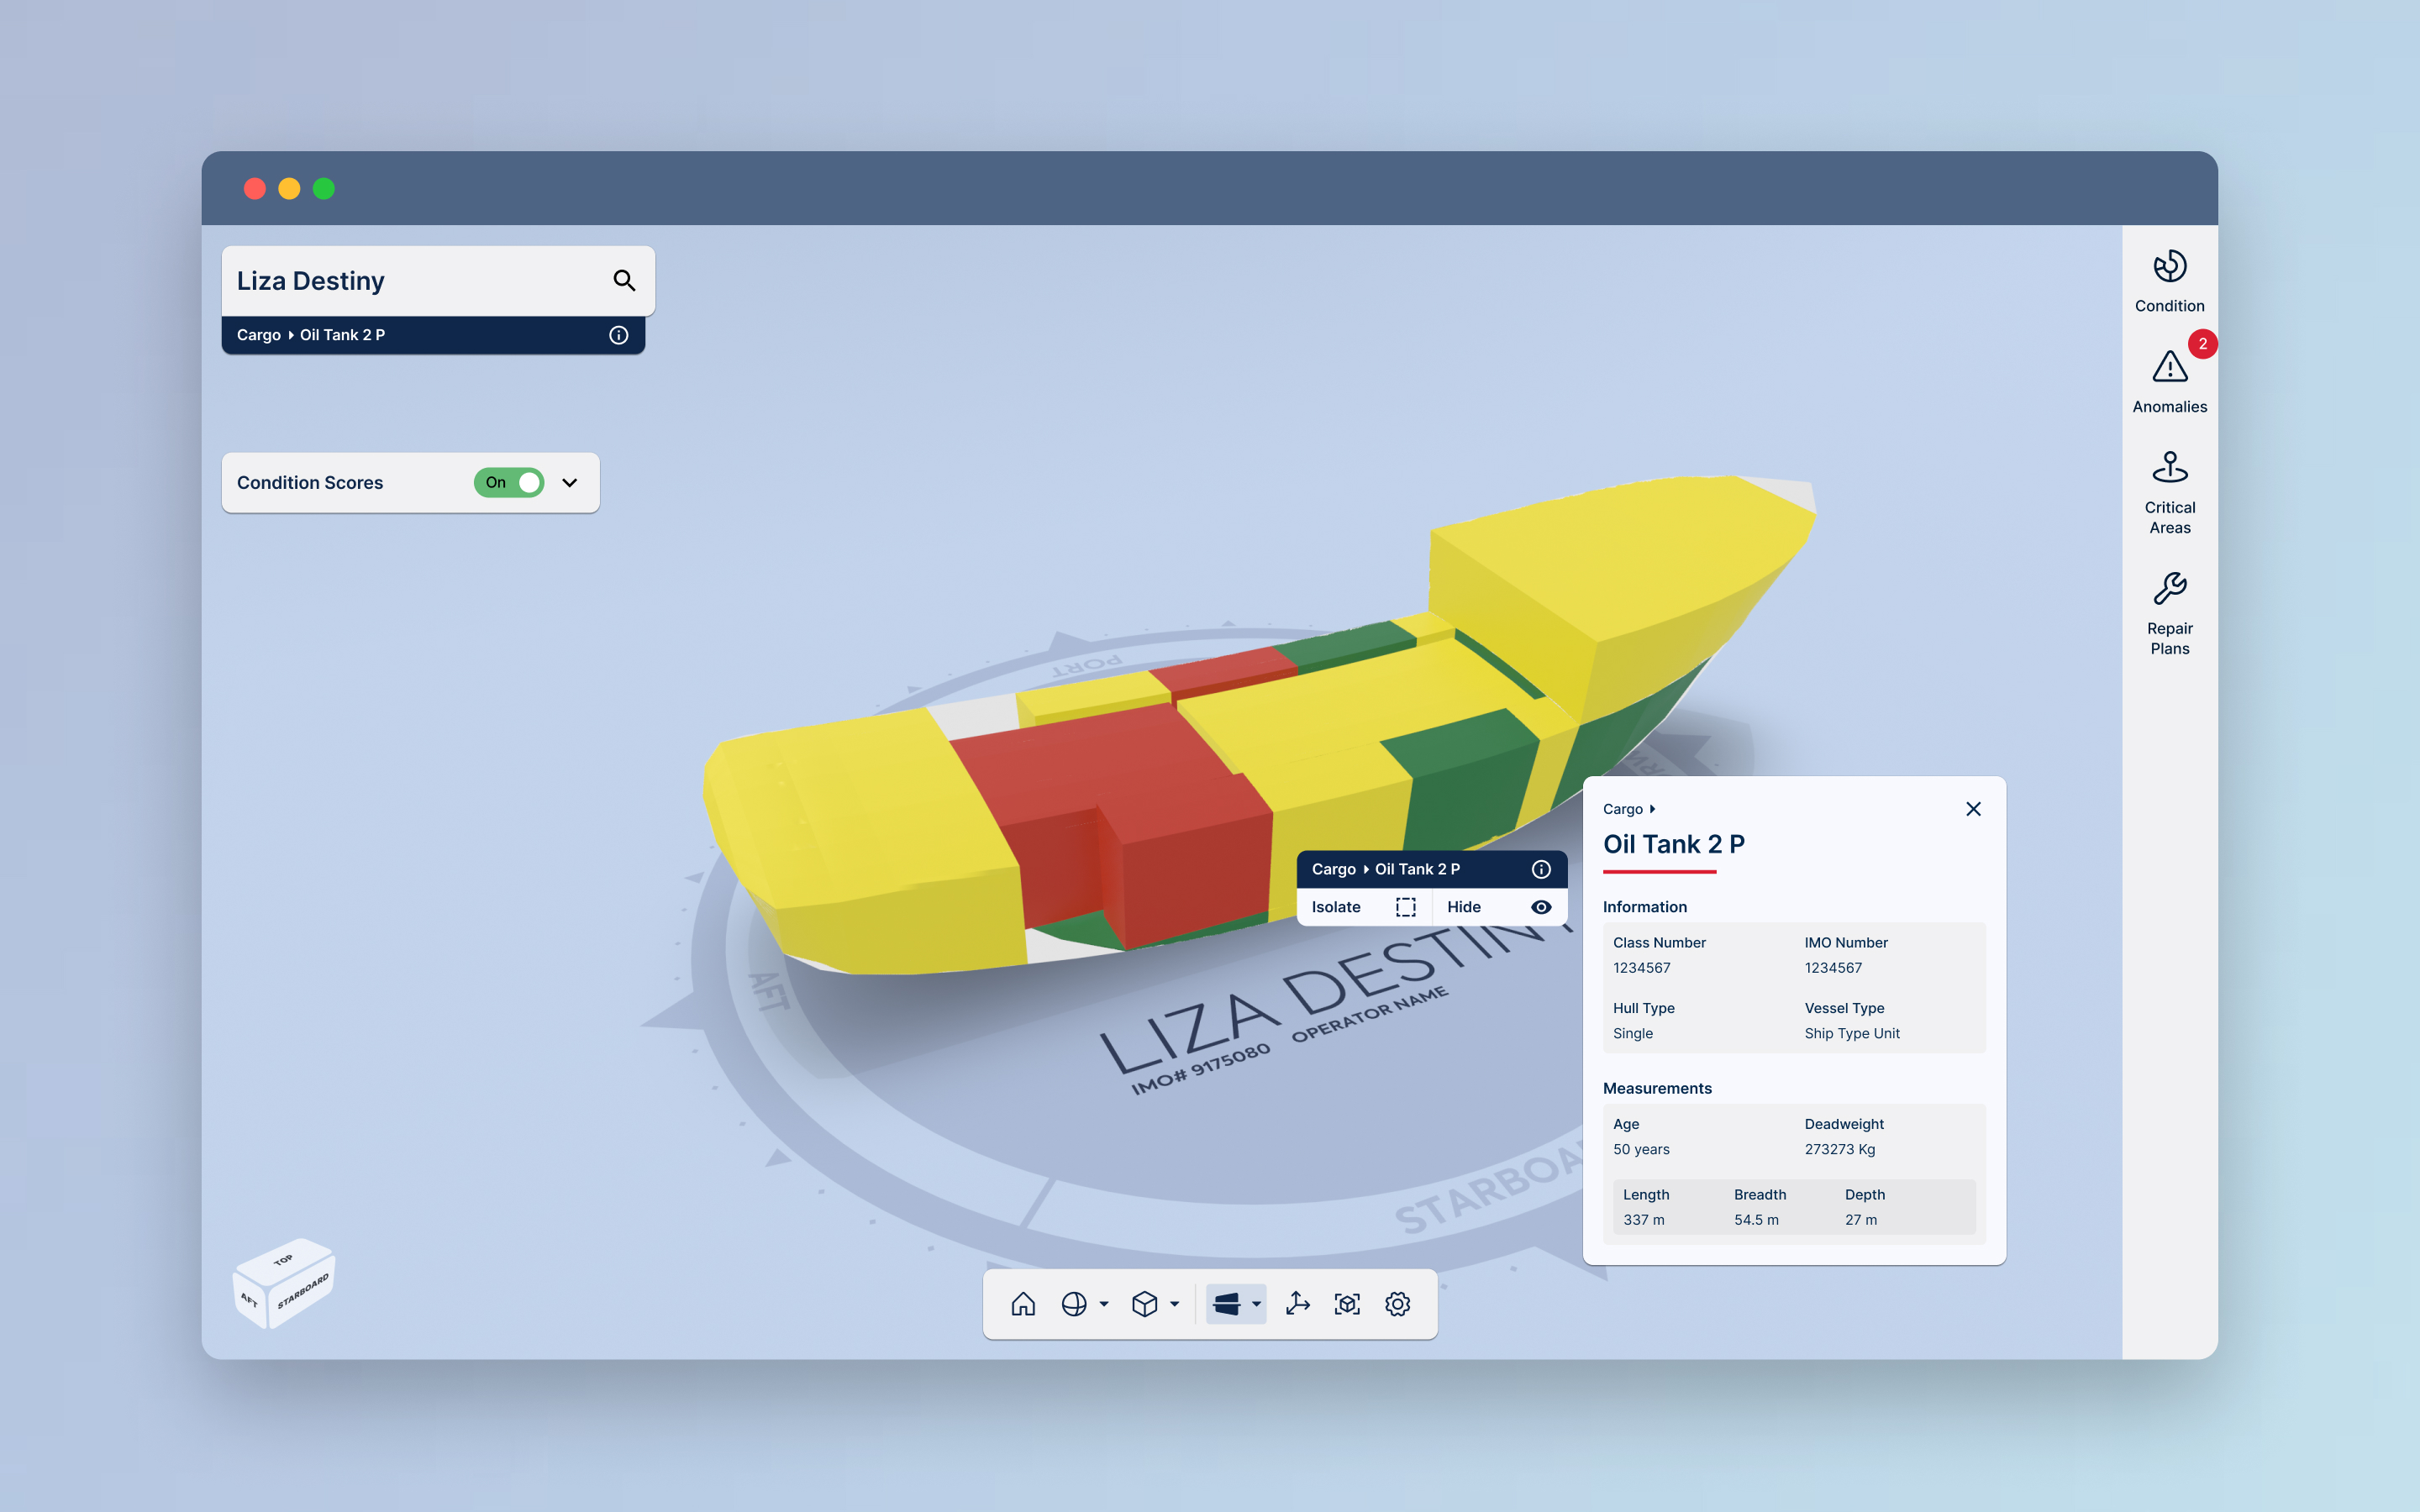 Liza Destiny
Cargo Oil Tank 2 P
Condition Scores
On
Condition
2
Anomalies
Critical
Areas
Repair
Plans
PORT
AFT
LIZA DESTINY
IMO# 9175080 OPERATOR NAME
Cargo Oil Tank 2 P
Isolate
Hide
Cargo
Oil Tank 2 P
Information
Class Number
IMO Number
1234567
1234567
Hull Type
Vessel Type
Single
Ship Type Unit
Measurements
Age
Deadweight
50 years
273273 Kg
Length
Breadth
Depth
337 m
54.5 m
27 m
TOP
AFT
STARBOARD